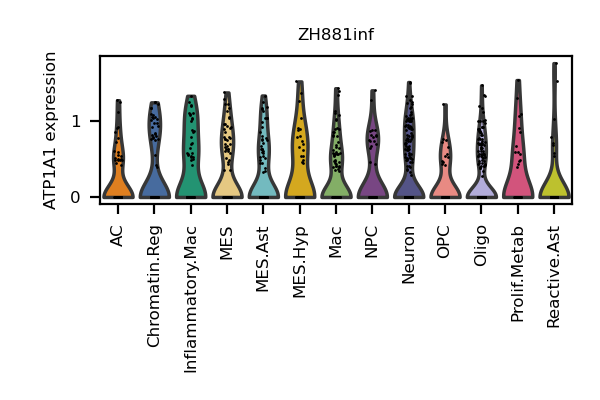 ZH881inf
ATP1A1 expression
1
0
AC
Chromatin.Reg
Inflammatory.Mac
MES
MES.Ast
MES.Hyp
Mac
NPC
Neuron
OPC
Oligo
Prolif.Metab
Reactive.Ast